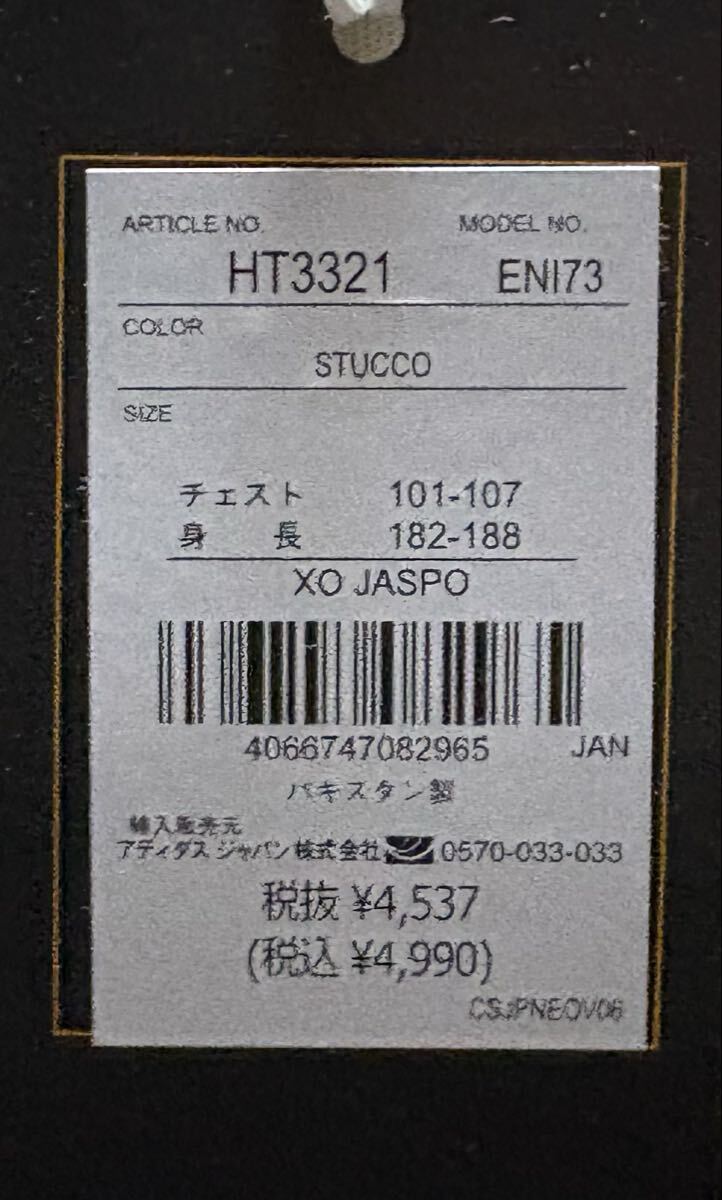 ARTICLE NO. MODEL NO.
HT3321 ENI73
COLOR
STUCCO
SIZE
チェスト 101-107
身 長 182-188
XO JASPO
4066747082965 JAN
パキスタン製
輸入販売元
アディダス ジャパン株式会社 0570-033-033
税抜 ¥4,537
(税込 ¥4,990)
CSJPNEOV06